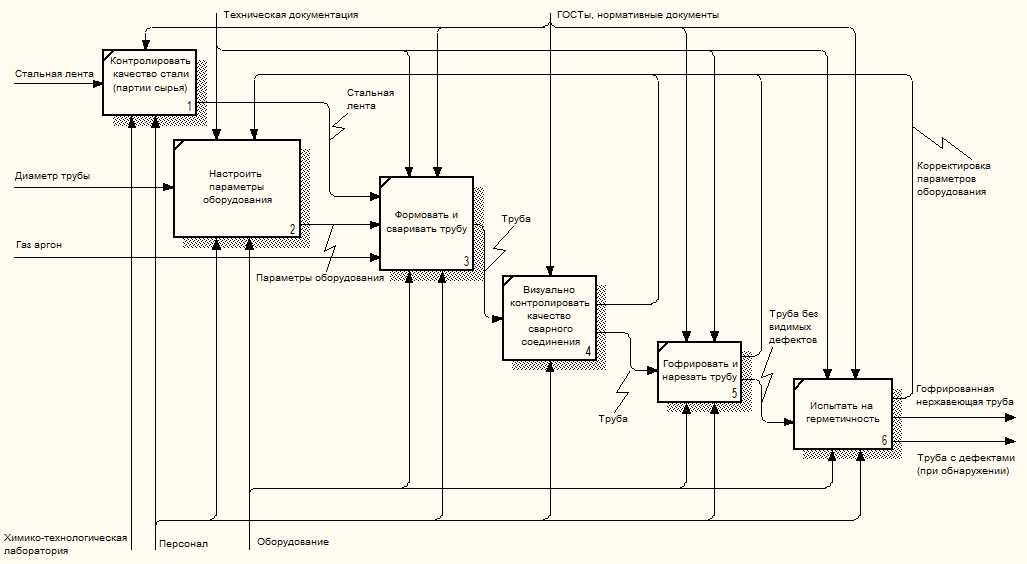 Техническая документация
ГОСТы, нормативные документы
Контролировать
качество стали
(партии сырья)
1
Стальная лента
Стальная
лента
Диаметр трубы
Настроить
параметры
оборудования
2
Корректировка
параметров
оборудования
Формовать и
сваривать трубу
3
Труба
Газ аргон
Параметры оборудования
Визуально
контролировать
качество
сварного
соединения
4
Труба без
видимых
дефектов
Гофрировать и
нарезать трубу
5
Труба
Испытать на
герметичность
6
Гофрированная
нержавеющая труба
Труба с дефектами
(при обнаружении)
Химико-технологическая
лаборатория
Персонал
Оборудование